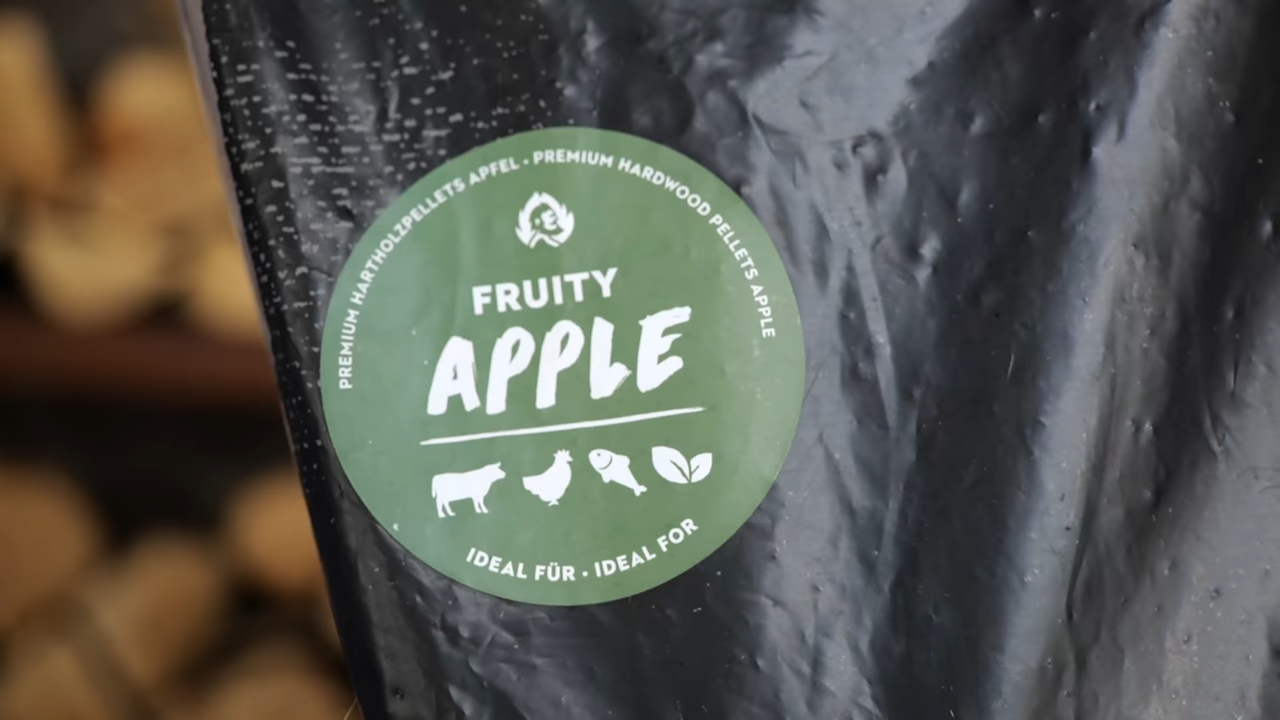 PREMIUM HARTHOLZPELLETS APFEL · PREMIUM HARDWOOD PELLETS APPLE
FRUITY
APPLE
IDEAL FÜR · IDEAL FOR